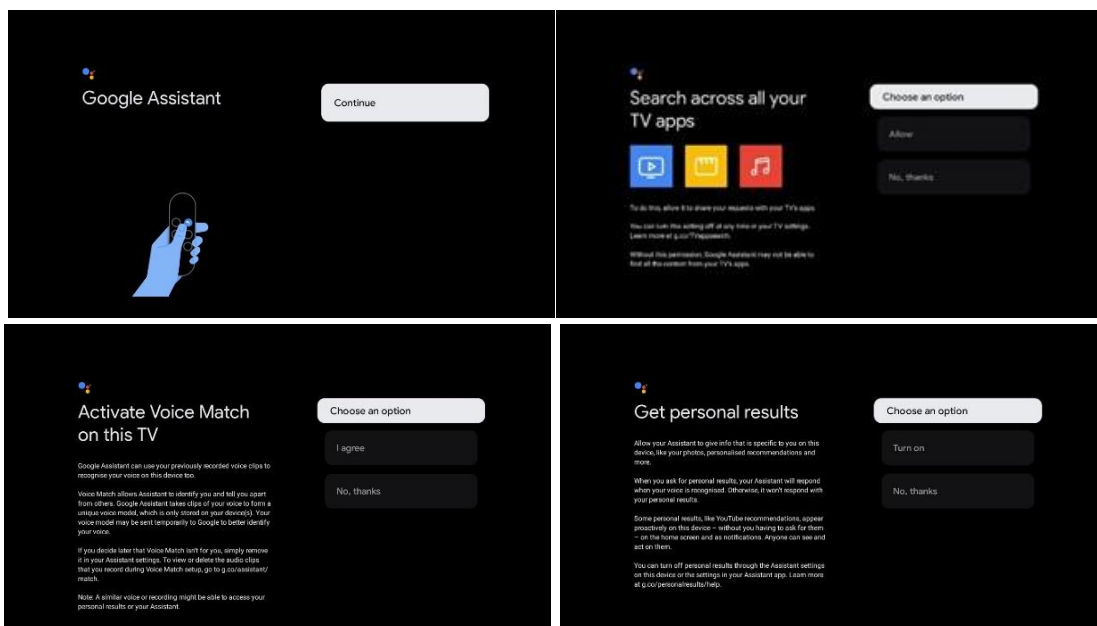 Google Assistant
Continue
Search across all your
TV apps
To do this, allow it to share your requests with your TV's apps.
You can turn this setting off at any time in your TV settings.
Learn more at g.co/TVappsearch.
Without this permission, Google Assistant may not be able to
find all the content from your TV's apps.
Choose an option
Allow
No, thanks
Activate Voice Match
on this TV
Google Assistant can use your previously recorded voice clips to
recognise your voice on this device too.
Voice Match allows Assistant to identify you and tell you apart
from others. Google Assistant takes clips of your voice to form a
unique voice model, which is only stored on your device(s). Your
voice model may be sent temporarily to Google to better identify
your voice.
If you decide later that Voice Match isn't for you, simply remove
it in your Assistant settings. To view or delete the audio clips
that you record during Voice Match setup, go to g.co/assistant/
match.
Note: A similar voice or recording might be able to access your
personal results or your Assistant.
Choose an option
I agree
No, thanks
Get personal results
Allow your Assistant to give info that is specific to you on this
device, like your photos, personalised recommendations and
more.
When you ask for personal results, your Assistant will respond
when your voice is recognised. Otherwise, it won't respond with
your personal results.
Some personal results, like YouTube recommendations, appear
proactively on this device – without you having to ask for them
– on the home screen and as notifications. Anyone can see and
act on them.
You can turn off personal results through the Assistant settings
on this device or the settings in your Assistant app. Learn more
at g.co/personalresults/help.
Choose an option
Turn on
No, thanks